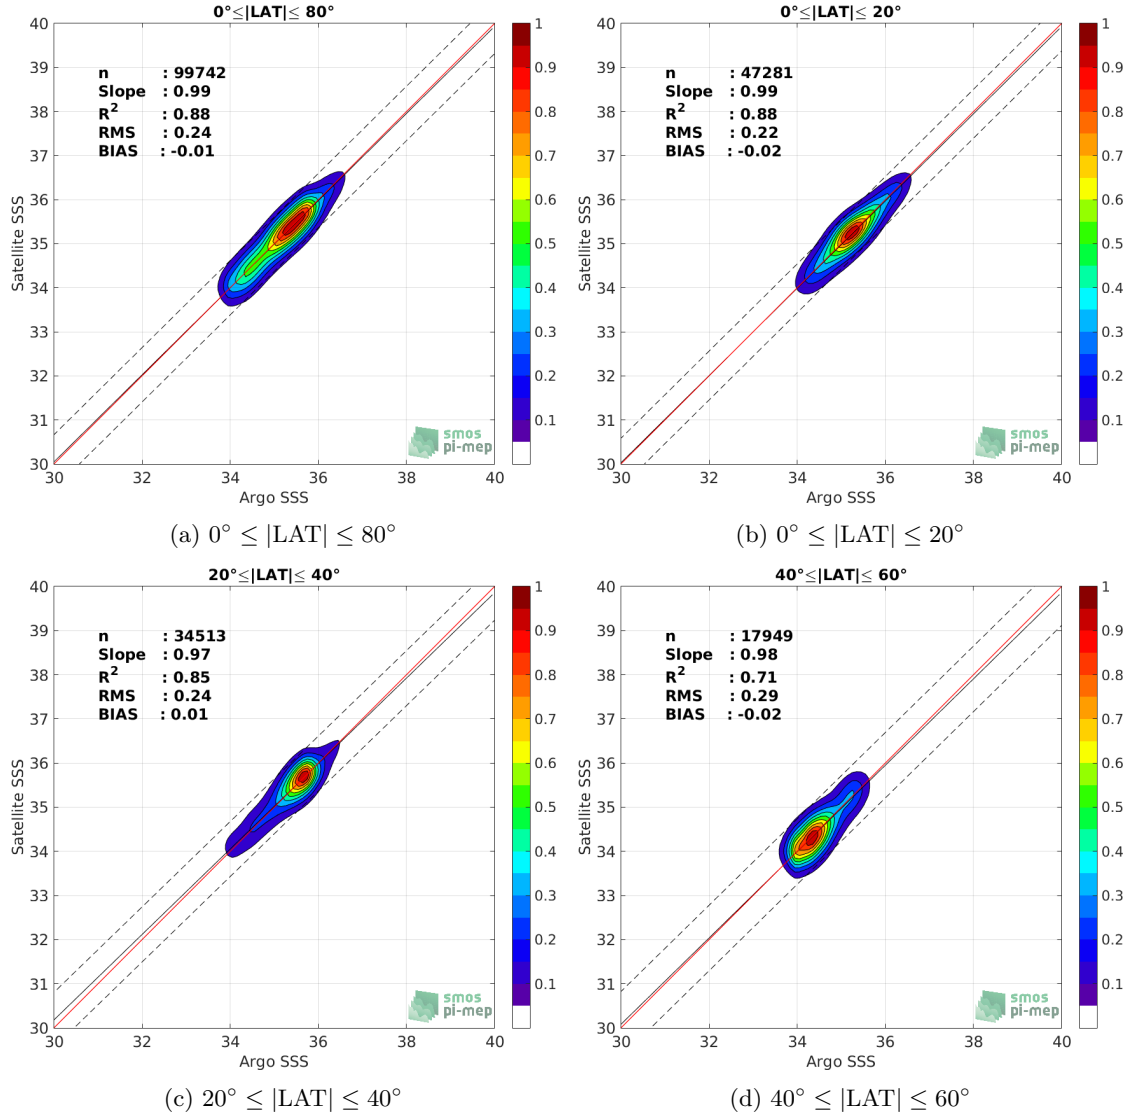 0°≤|LAT|≤ 80°
n : 99742
Slope : 0.99
R² : 0.88
RMS : 0.24
BIAS : -0.01
40
39
38
37
36
35
34
33
32
31
30
30 32 34 36 38 40
Satellite SSS
Argo SSS
smos
pi-mep
1
0.9
0.8
0.7
0.6
0.5
0.4
0.3
0.2
0.1
(a) 0° ≤ |LAT| ≤ 80°
0°≤|LAT|≤ 20°
n : 47281
Slope : 0.99
R² : 0.88
RMS : 0.22
BIAS : -0.02
40
39
38
37
36
35
34
33
32
31
30
30 32 34 36 38 40
Satellite SSS
Argo SSS
smos
pi-mep
1
0.9
0.8
0.7
0.6
0.5
0.4
0.3
0.2
0.1
(b) 0° ≤ |LAT| ≤ 20°
20°≤|LAT|≤ 40°
n : 34513
Slope : 0.97
R² : 0.85
RMS : 0.24
BIAS : 0.01
40
39
38
37
36
35
34
33
32
31
30
30 32 34 36 38 40
Satellite SSS
Argo SSS
smos
pi-mep
1
0.9
0.8
0.7
0.6
0.5
0.4
0.3
0.2
0.1
(c) 20° ≤ |LAT| ≤ 40°
40°≤|LAT|≤ 60°
n : 17949
Slope : 0.98
R² : 0.71
RMS : 0.29
BIAS : -0.02
40
39
38
37
36
35
34
33
32
31
30
30 32 34 36 38 40
Satellite SSS
Argo SSS
smos
pi-mep
1
0.9
0.8
0.7
0.6
0.5
0.4
0.3
0.2
0.1
(d) 40° ≤ |LAT| ≤ 60°